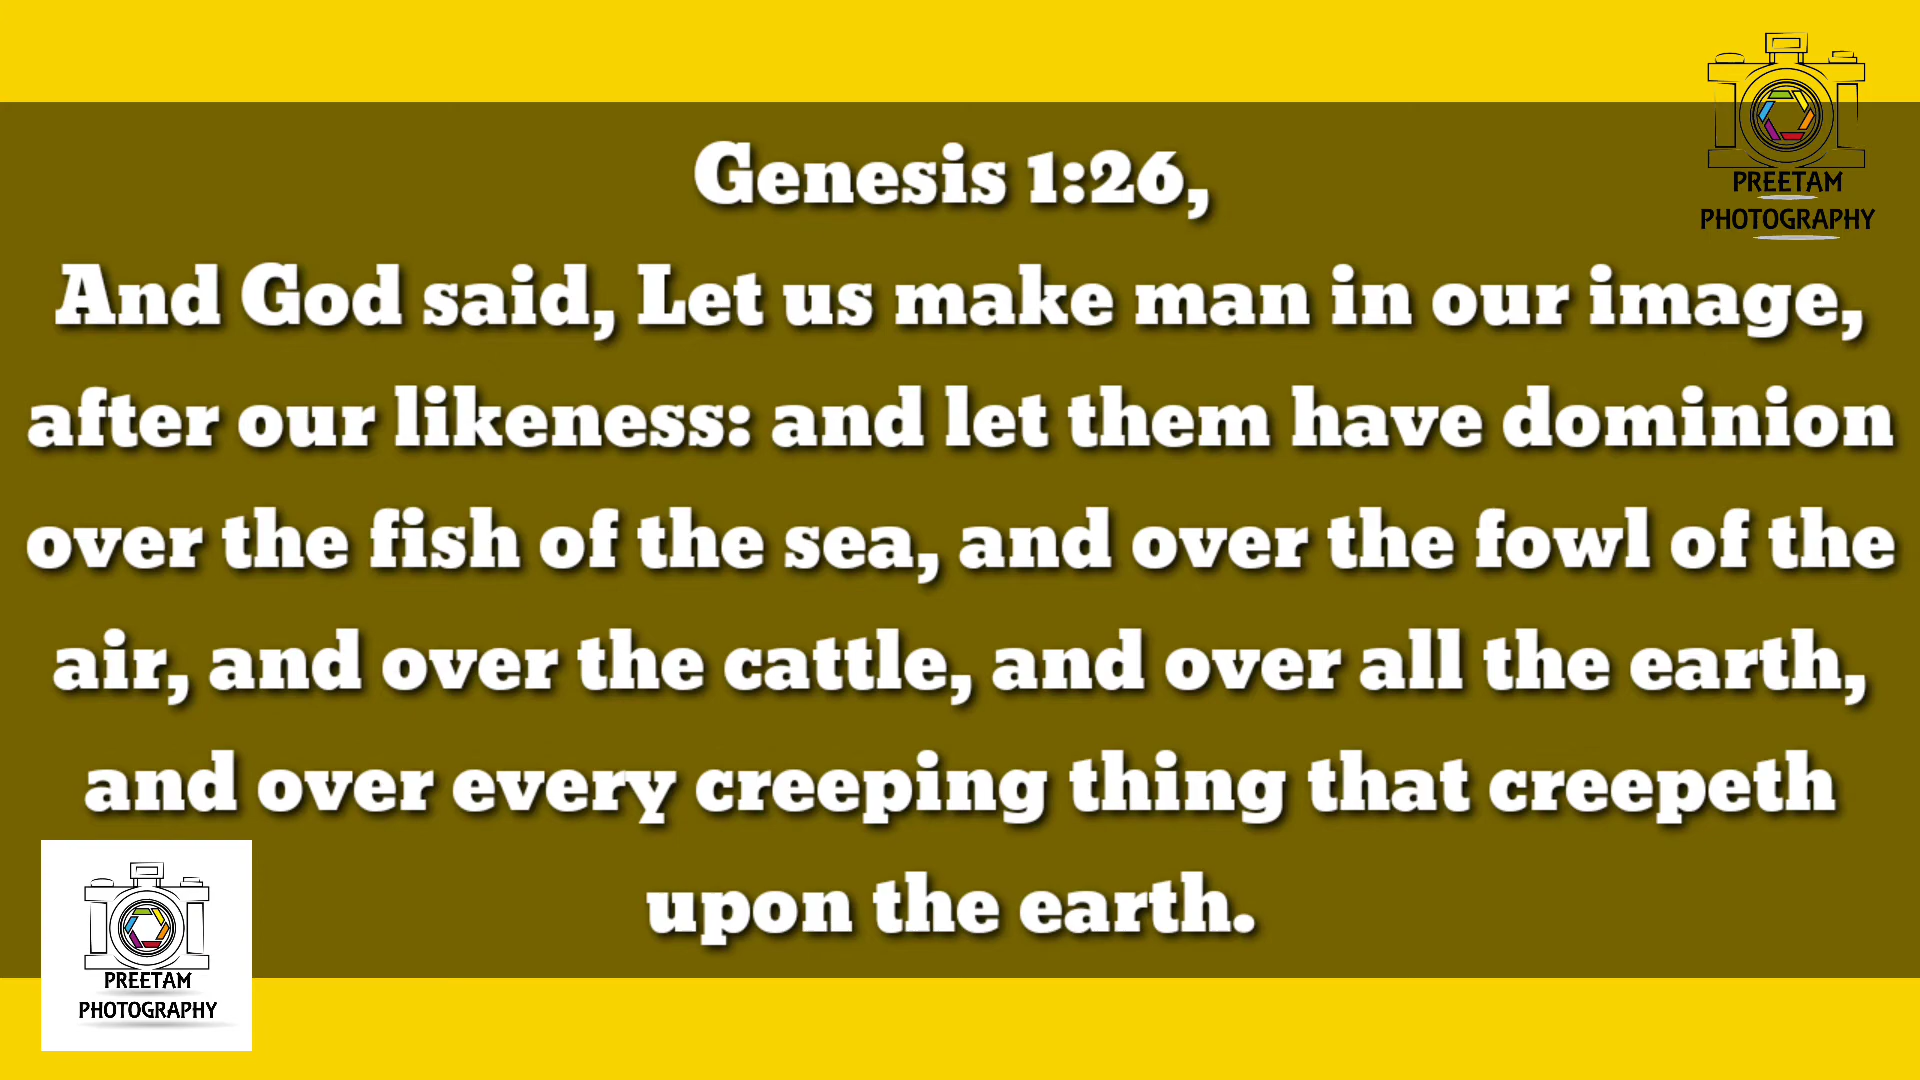 PREETAM
PHOTOGRAPHY
Genesis 1:26,
And God said, Let us make man in our image,
after our likeness: and let them have dominion
over the fish of the sea, and over the fowl of the
air, and over the cattle, and over all the earth,
and over every creeping thing that creepeth
upon the earth.
PREETAM
PHOTOGRAPHY